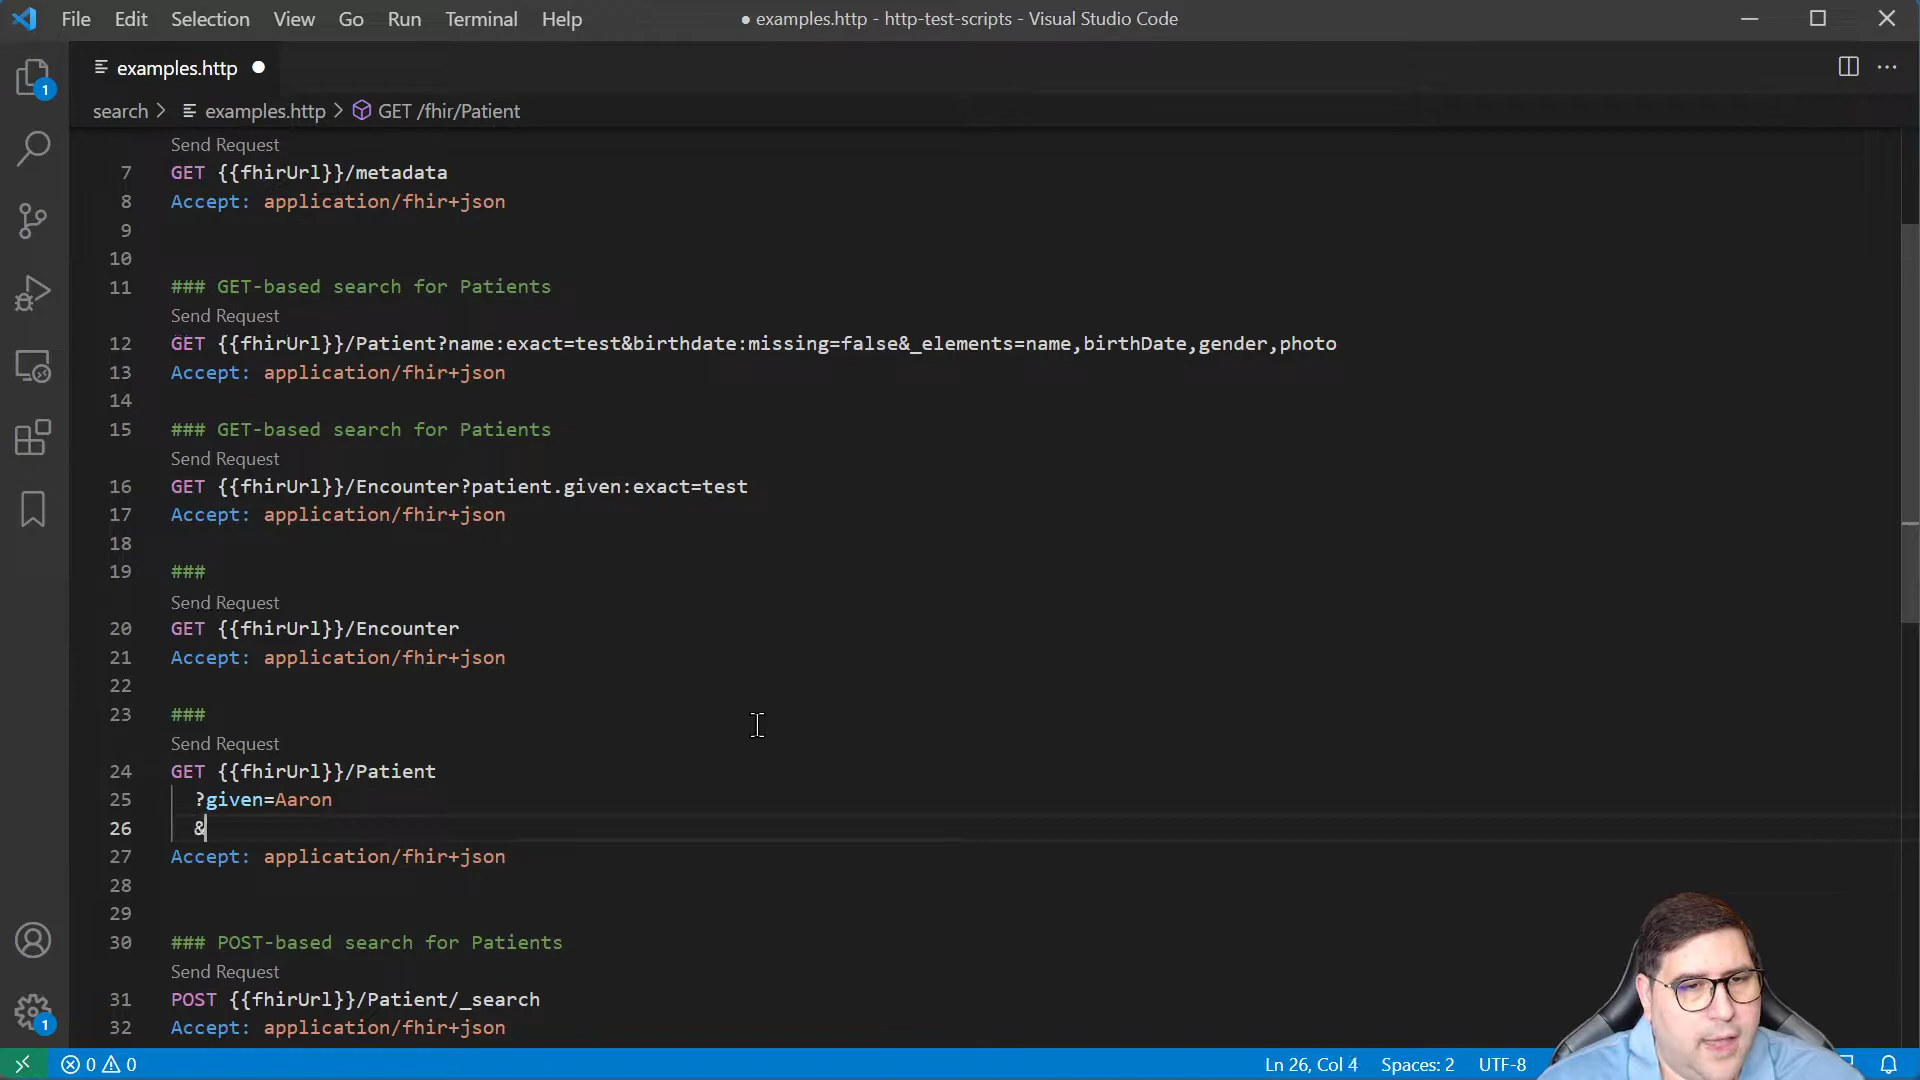 File Edit Selection View Go Run Terminal Help
● examples.http - http-test-scripts - Visual Studio Code
examples.http
search > examples.http > GET /fhir/Patient
Send Request
7 GET {{fhirUrl}}/metadata
8 Accept: application/fhir+json
9
10
11 ### GET-based search for Patients
Send Request
12 GET {{fhirUrl}}/Patient?name:exact=test&birthdate:missing=false&_elements=name,birthDate,gender,photo
13 Accept: application/fhir+json
14
15 ### GET-based search for Patients
Send Request
16 GET {{fhirUrl}}/Encounter?patient.given:exact=test
17 Accept: application/fhir+json
18
19 ###
Send Request
20 GET {{fhirUrl}}/Encounter
21 Accept: application/fhir+json
22
23 ###
Send Request
24 GET {{fhirUrl}}/Patient
25 ?given=Aaron
26 &
27 Accept: application/fhir+json
28
29
30 ### POST-based search for Patients
Send Request
31 POST {{fhirUrl}}/Patient/_search
32 Accept: application/fhir+json
1
1
0 0 Ln 26, Col 4 Spaces: 2 UTF-8